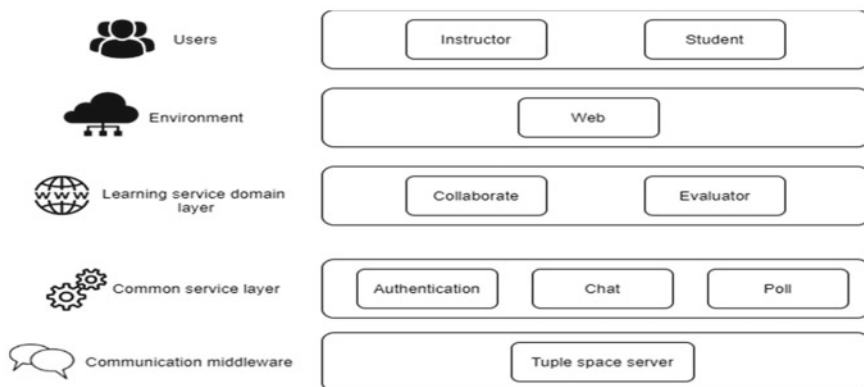 Users
Instructor
Student
Environment
Web
Learning service domain
layer
Collaborate
Evaluator
Common service layer
Authentication
Chat
Poll
Communication middleware
Tuple space server
WWW